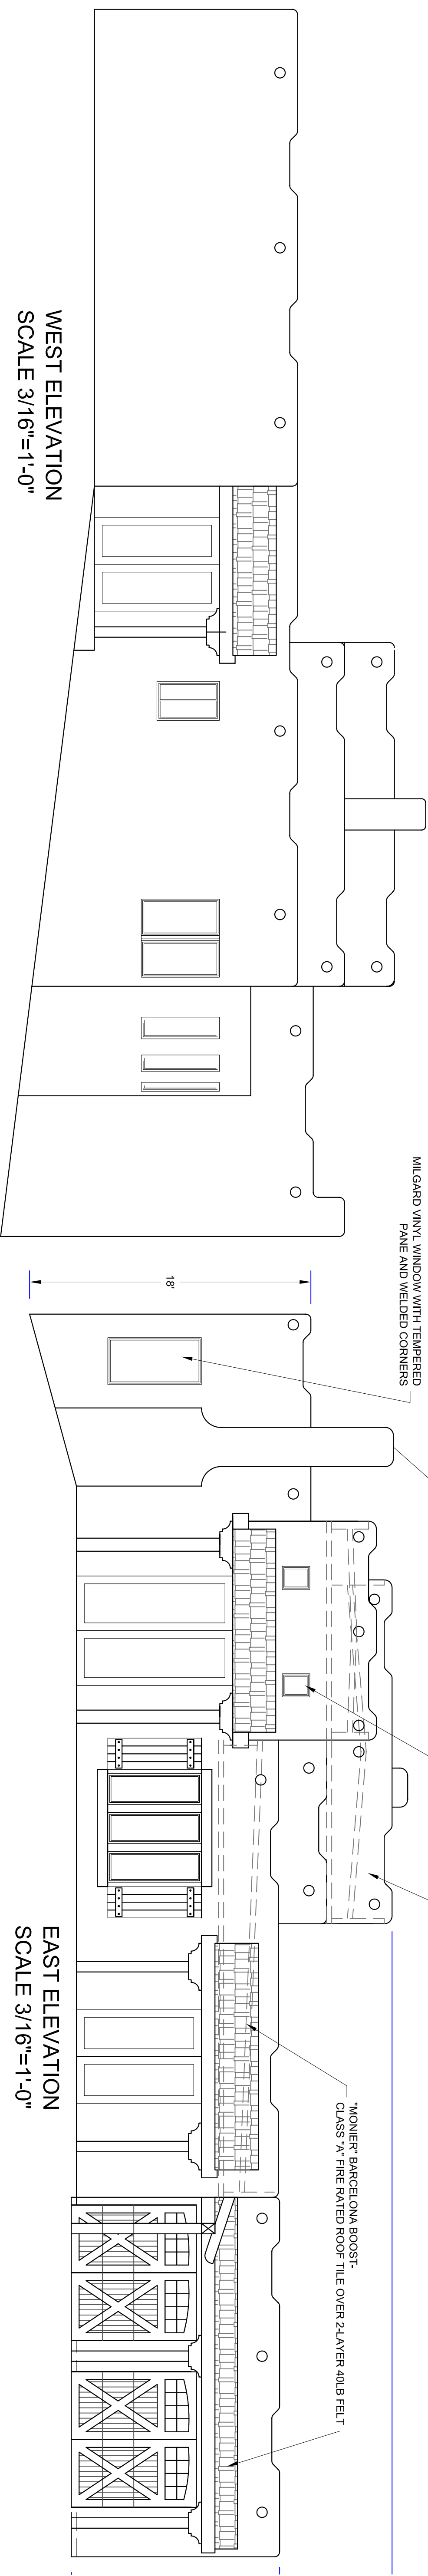 WEST ELEVATION
SCALE 3/16"=1'-0"
MILGARD VINYL WINDOW WITH TEMPERED
PANE AND WELDED CORNERS
18'
"MONIER" BARCELONA BOOST-
CLASS "A" FIRE RATED ROOF TILE OVER 2-LAYER 40LB FELT
EAST ELEVATION
SCALE 3/16"=1'-0"